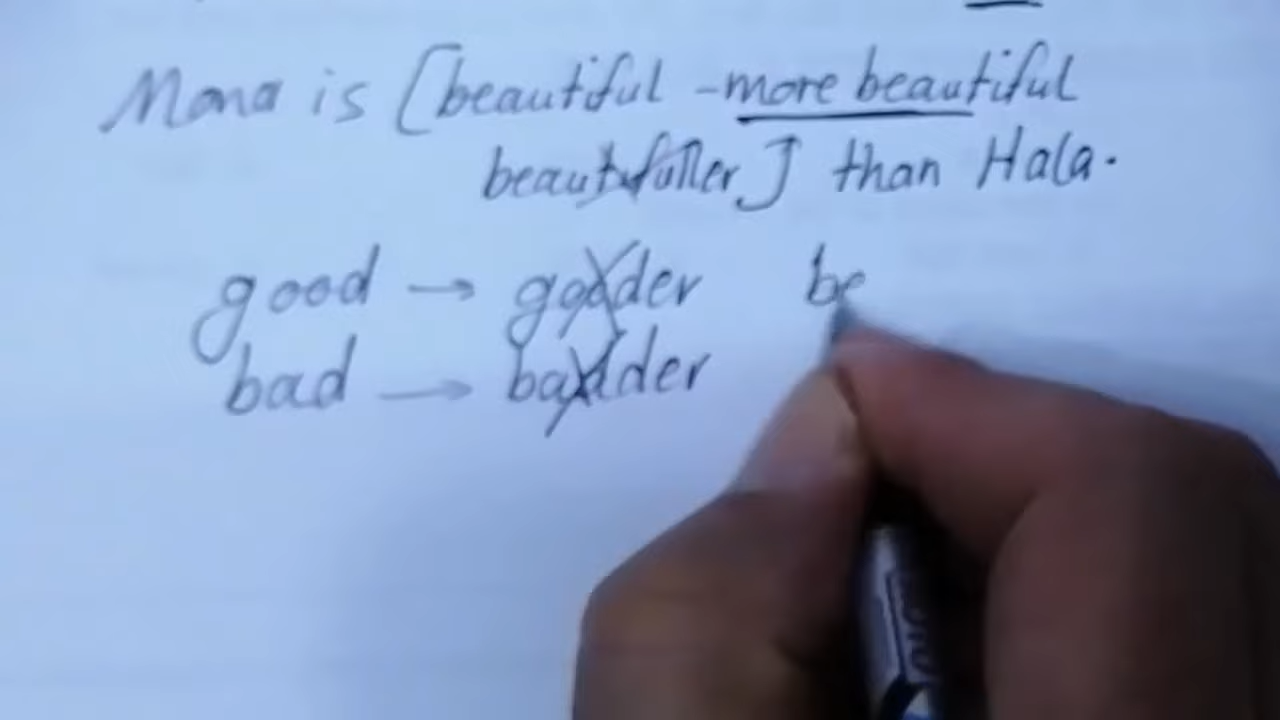 Mona is [beautiful - more beautiful
beautifuller] than Hala.
good → gooder be
bad → badder